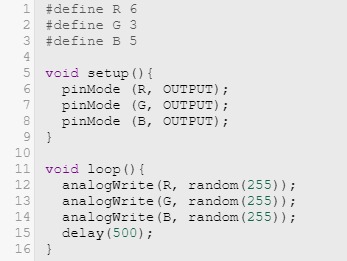 1 #define R 6
2 #define G 3
3 #define B 5
4
5 void setup(){
6 pinMode (R, OUTPUT);
7 pinMode (G, OUTPUT);
8 pinMode (B, OUTPUT);
9 }
10
11 void loop(){
12 analogWrite(R, random(255));
13 analogWrite(G, random(255));
14 analogWrite(B, random(255));
15 delay(500);
16 }